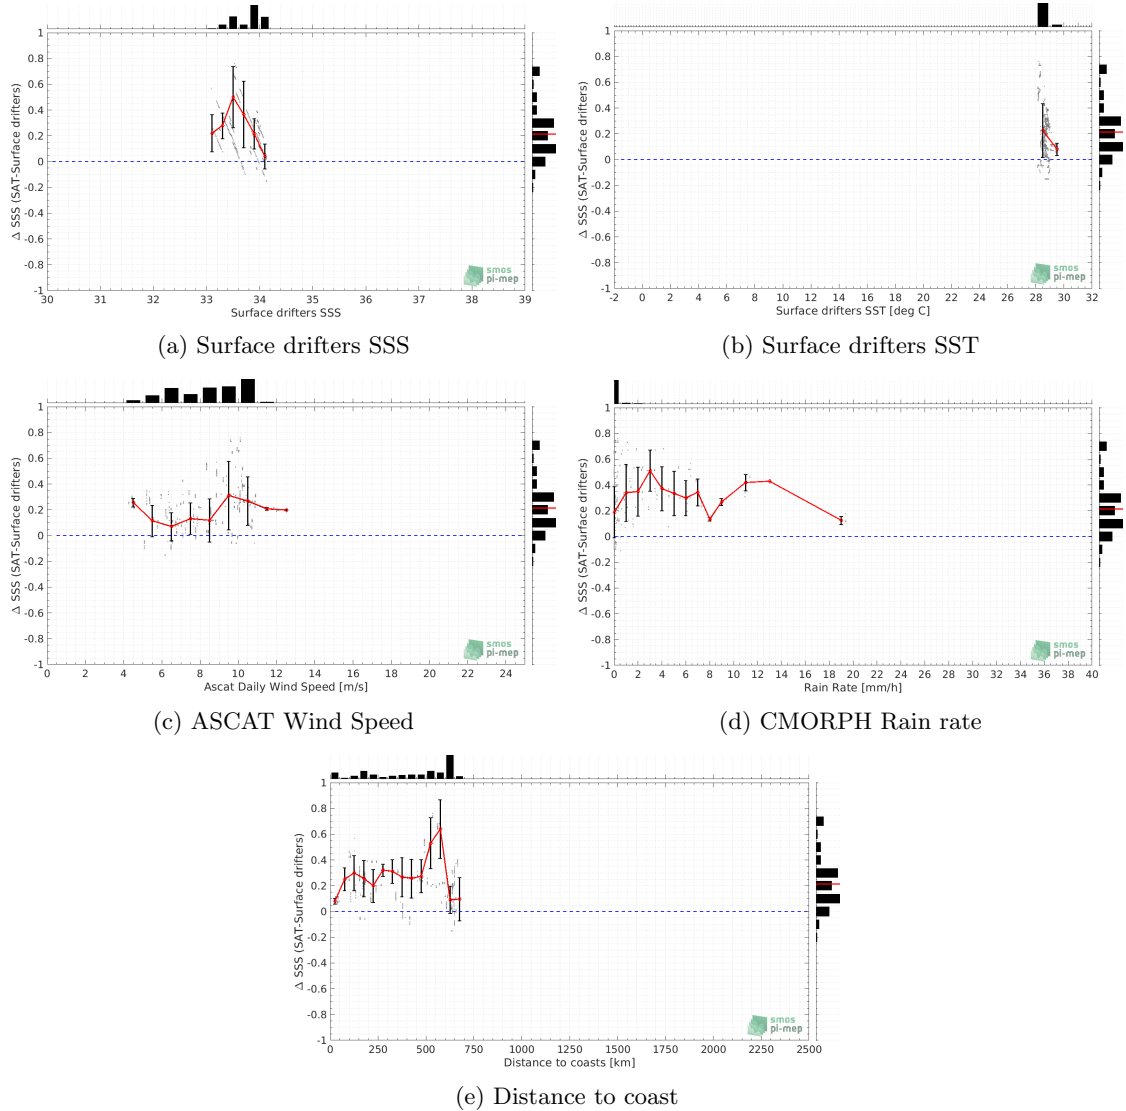 1
0.8
0.6
0.4
0.2
0
-0.2
-0.4
-0.6
-0.8
-1
Δ SSS (SAT-Surface drifters)
30 31 32 33 34 35 36 37 38 39
Surface drifters SSS
smos
pi-mep
(a) Surface drifters SSS
1
0.8
0.6
0.4
0.2
0
-0.2
-0.4
-0.6
-0.8
-1
Δ SSS (SAT-Surface drifters)
-2 0 2 4 6 8 10 12 14 16 18 20 22 24 26 28 30 32
Surface drifters SST [deg C]
smos
pi-mep
(b) Surface drifters SST
1
0.8
0.6
0.4
0.2
0
-0.2
-0.4
-0.6
-0.8
-1
Δ SSS (SAT-Surface drifters)
0 2 4 6 8 10 12 14 16 18 20 22 24
Ascat Daily Wind Speed [m/s]
smos
pi-mep
(c) ASCAT Wind Speed
1
0.8
0.6
0.4
0.2
0
-0.2
-0.4
-0.6
-0.8
-1
Δ SSS (SAT-Surface drifters)
0 2 4 6 8 10 12 14 16 18 20 22 24 26 28 30 32 34 36 38 40
Rain Rate [mm/h]
smos
pi-mep
(d) CMORPH Rain rate
1
0.8
0.6
0.4
0.2
0
-0.2
-0.4
-0.6
-0.8
-1
Δ SSS (SAT-Surface drifters)
0 250 500 750 1000 1250 1500 1750 2000 2250 2500
Distance to coasts [km]
smos
pi-mep
(e) Distance to coast